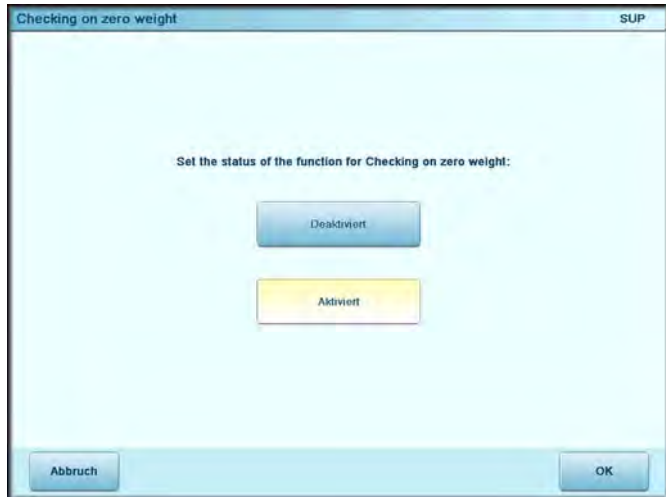 Checking on zero weight SUP
Set the status of the function for Checking on zero weight:
Deaktiviert
Aktiviert
Abbruch OK